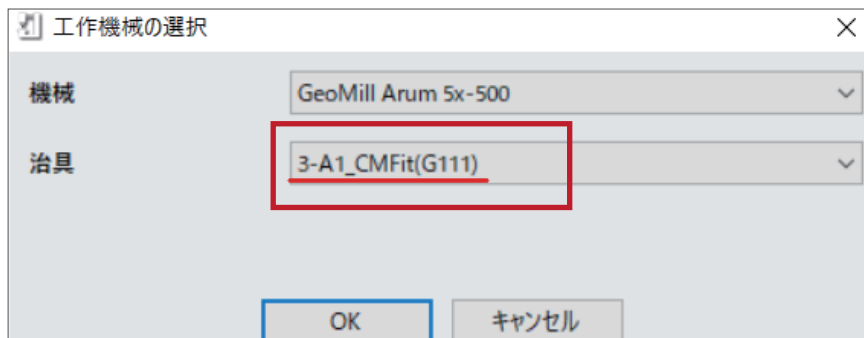 工作機械の選択
機械 GeoMill Arum 5x-500
治具 3-A1_CMFit(G111)
OK キャンセル